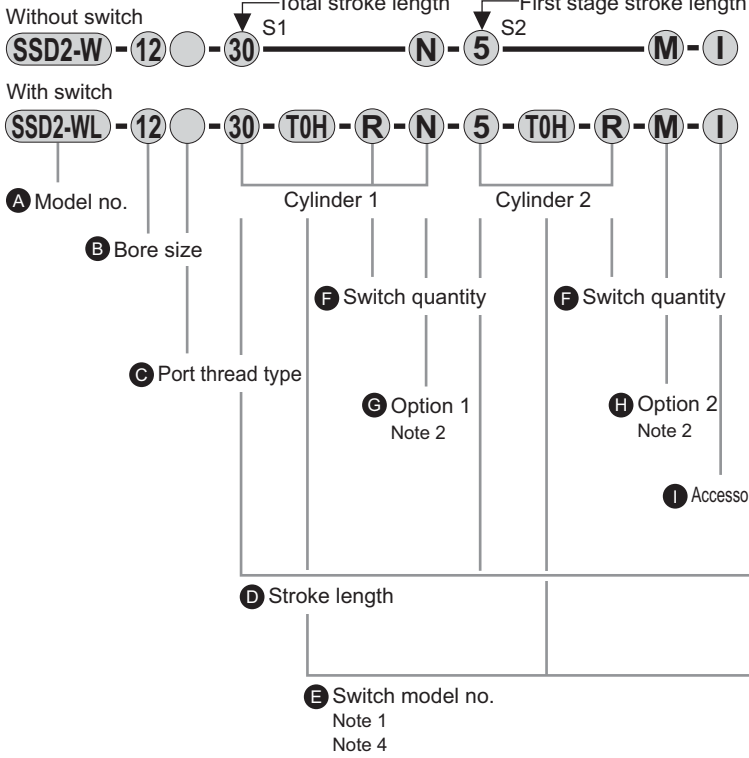 Total stroke length First stage stroke length
Without switch S1 S2
SSD2-W - 12 - 30 N - 5 M - I
With switch
SSD2-WL - 12 - 30 - T0H - R - N - 5 - T0H - R - M - I
A Model no. Cylinder 1 Cylinder 2
B Bore size
F Switch quantity F Switch quantity
C Port thread type
G Option 1 H Option 2
Note 2 Note 2
I
D Stroke length
E Switch model no.
Note 1
Note 4